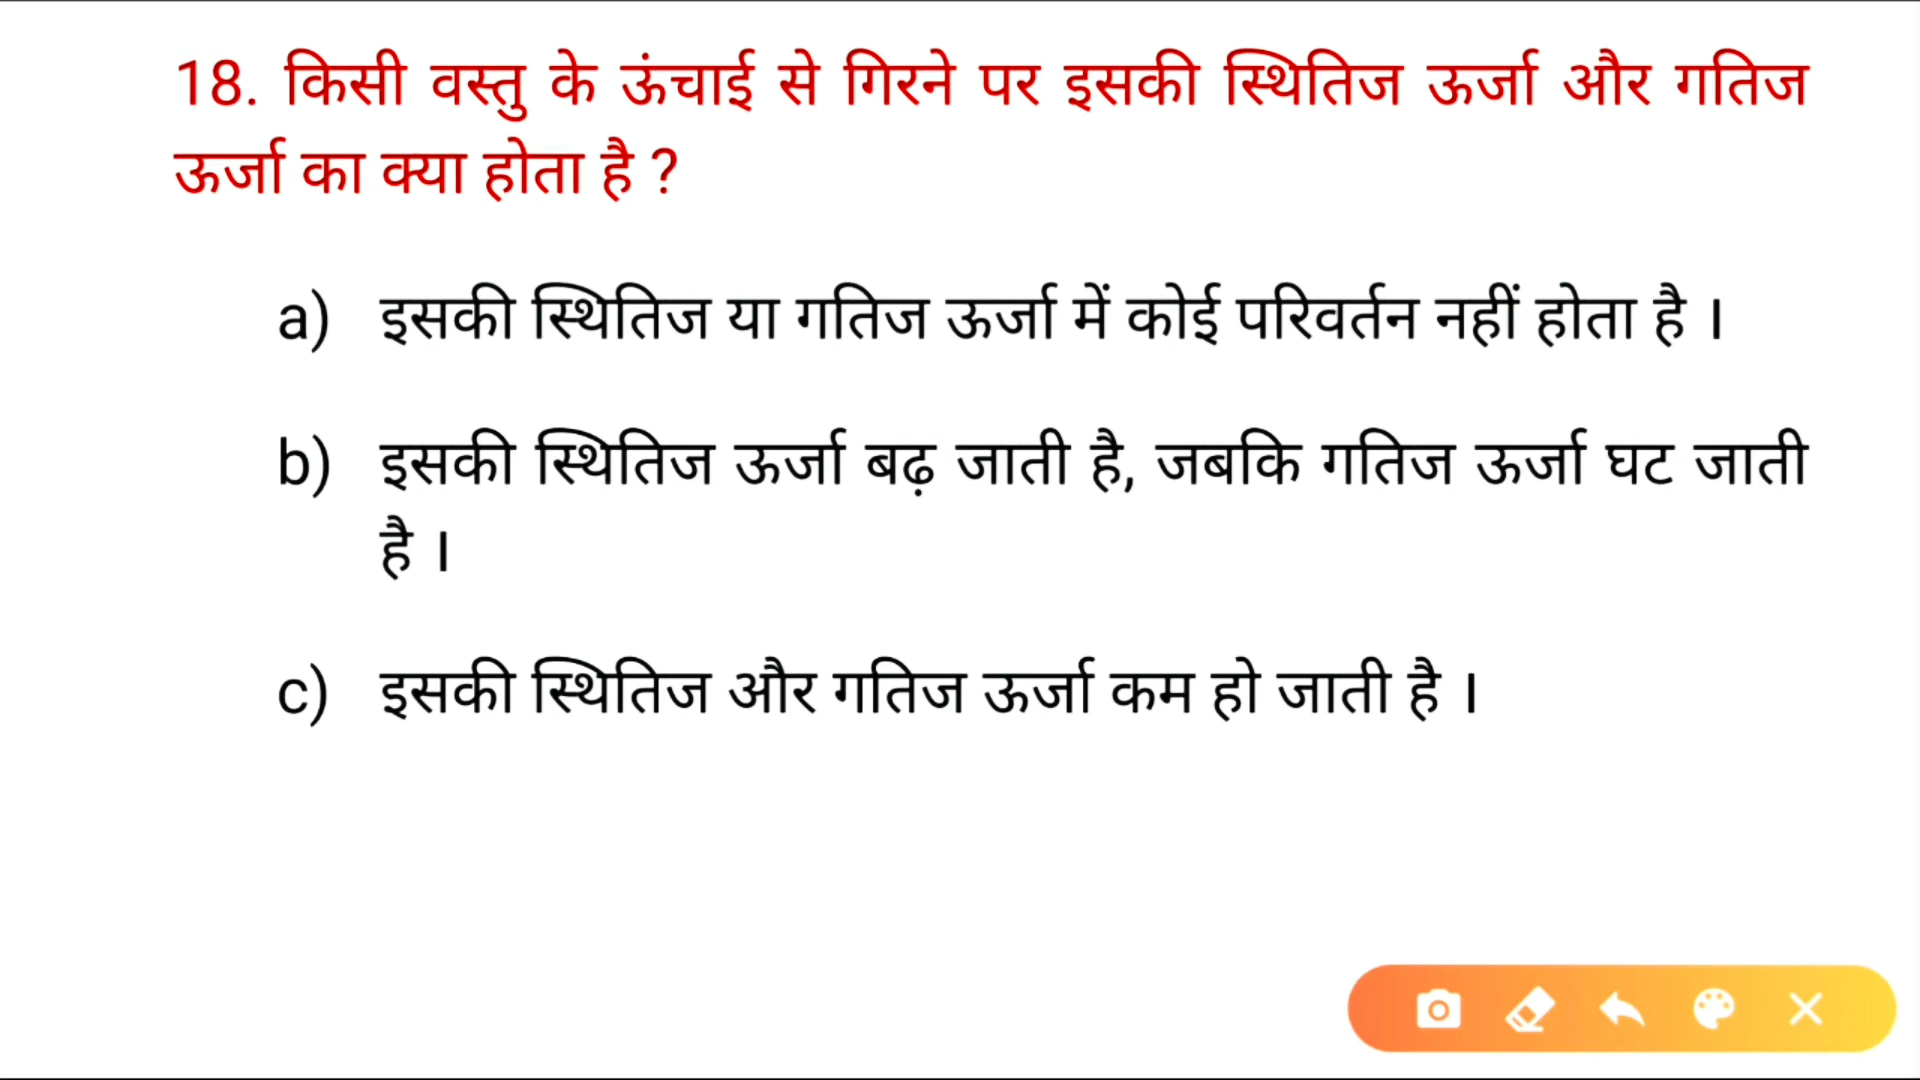 18. किसी वस्तु के ऊंचाई से गिरने पर इसकी स्थितिज ऊर्जा और गतिज
ऊर्जा का क्या होता है ?
a) इसकी स्थितिज या गतिज ऊर्जा में कोई परिवर्तन नहीं होता है ।
b) इसकी स्थितिज ऊर्जा बढ़ जाती है, जबकि गतिज ऊर्जा घट जाती
है ।
c) इसकी स्थितिज और गतिज ऊर्जा कम हो जाती है ।